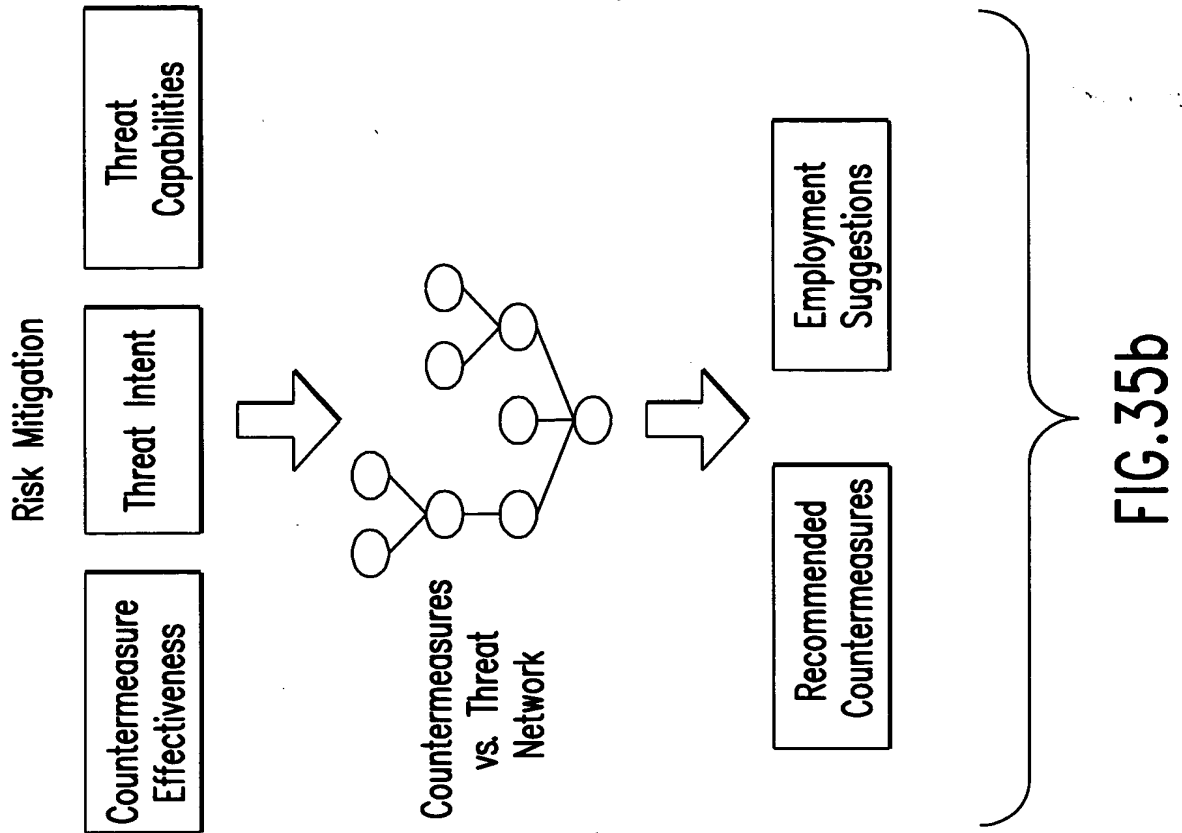 Risk Mitigation
Countermeasure
Effectiveness
Threat Intent
Threat
Capabilities
Countermeasures
vs. Threat
Network
Recommended
Countermeasures
Employment
Suggestions
FIG.35b